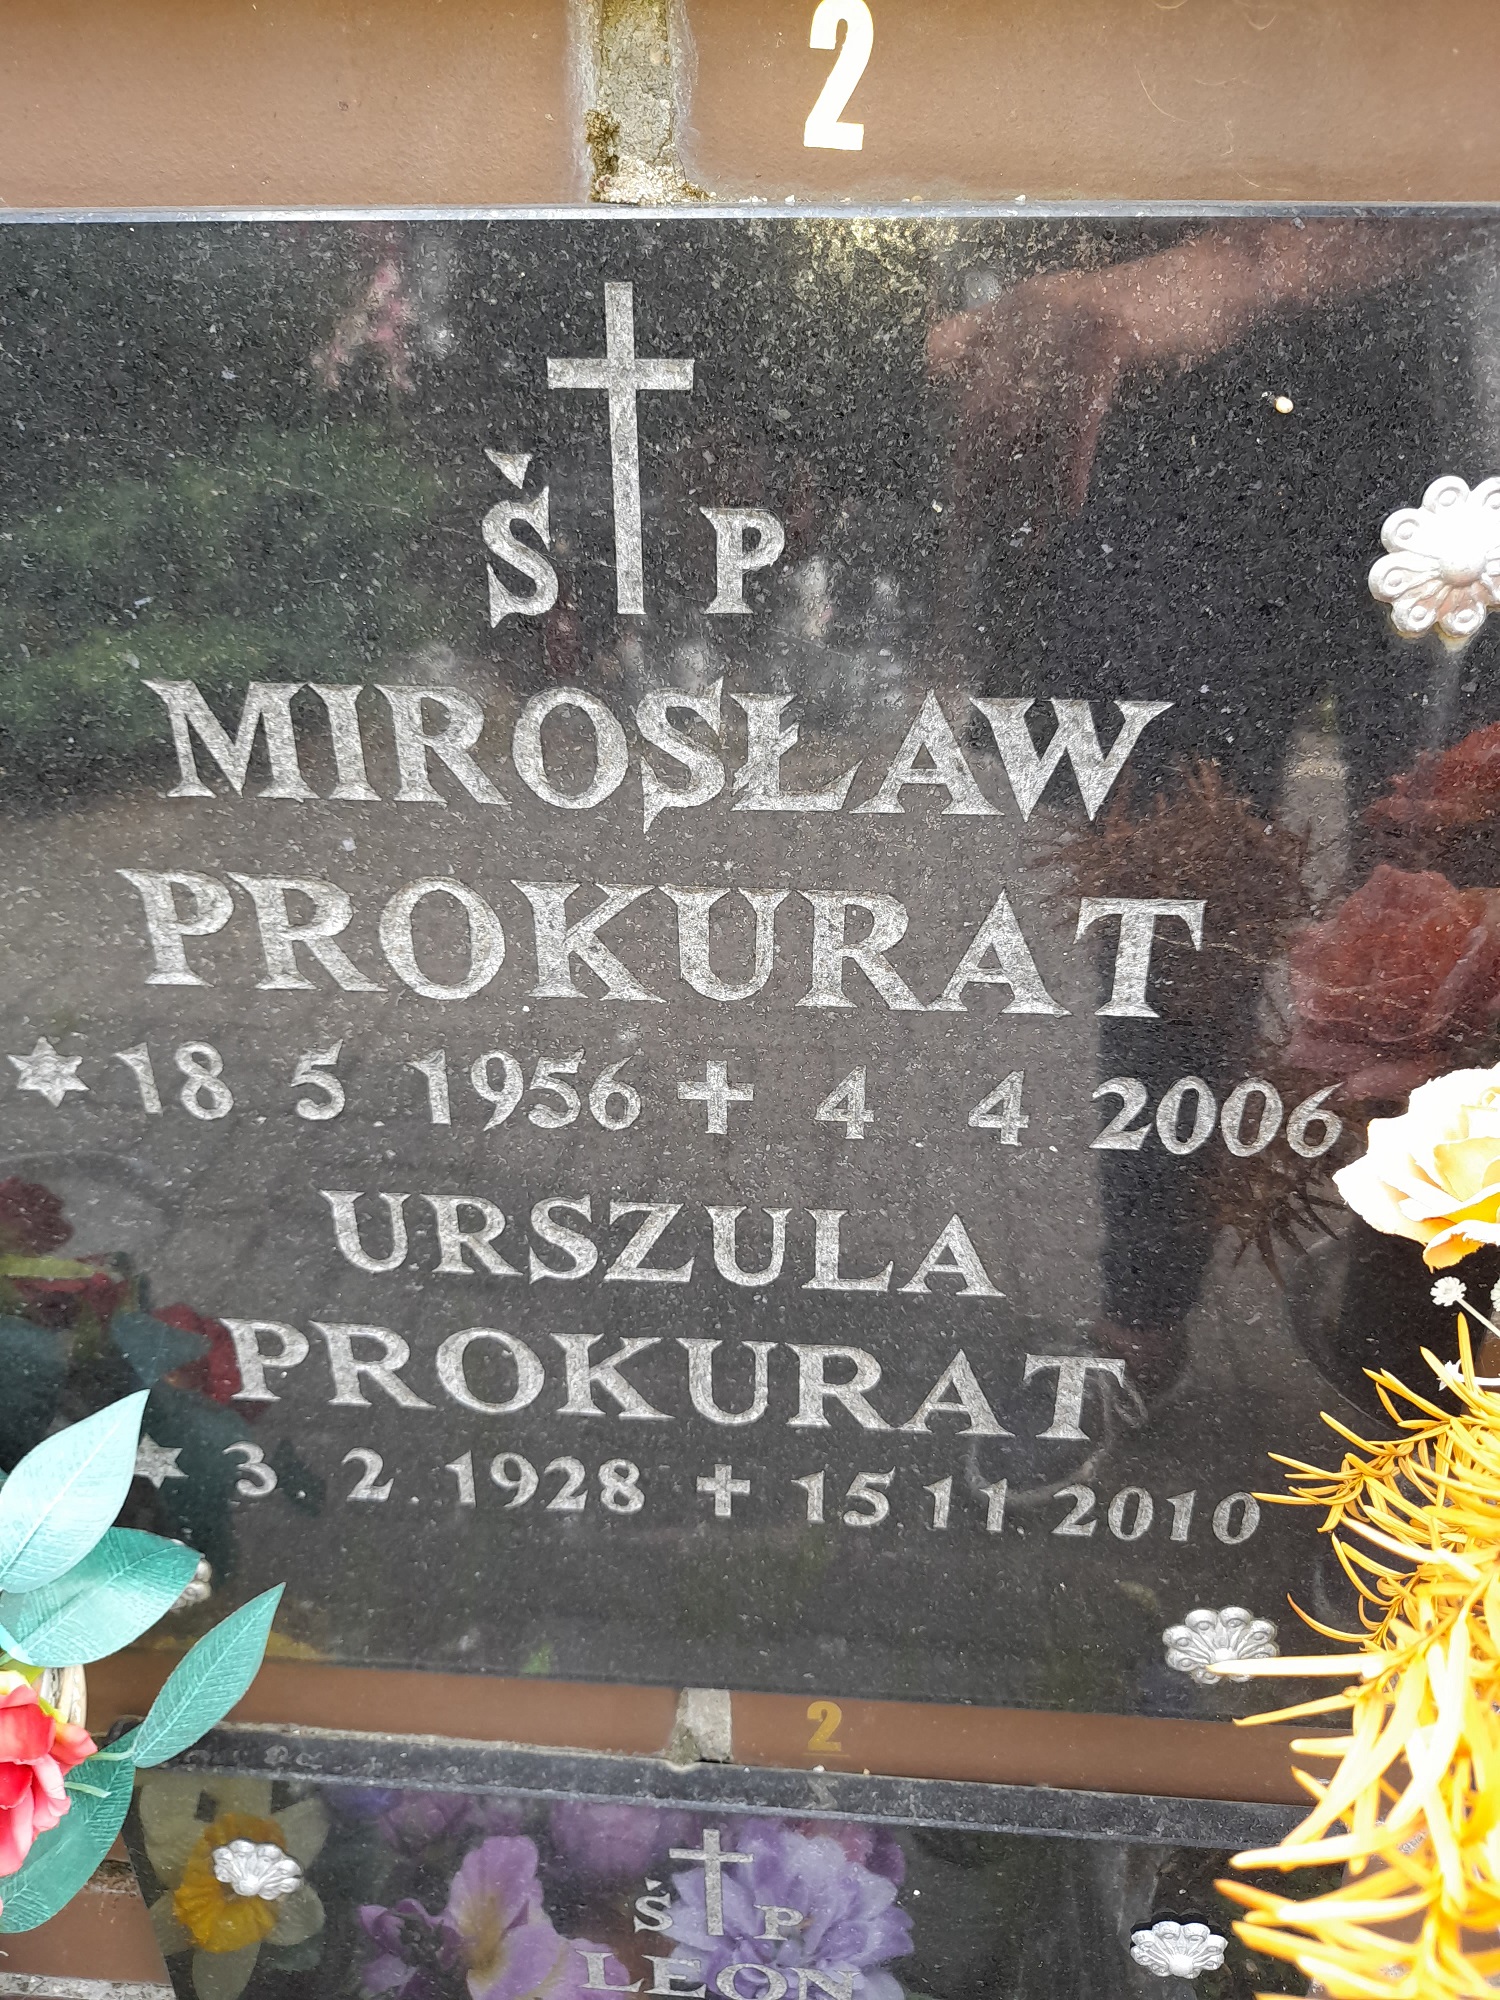 2
Ś P
MIROSŁAW
PROKURAT
18 5 1956 4 4 2006
URSZULA
PROKURAT
3. 2. 1928 15 11. 2010
2
Ś P
LEON